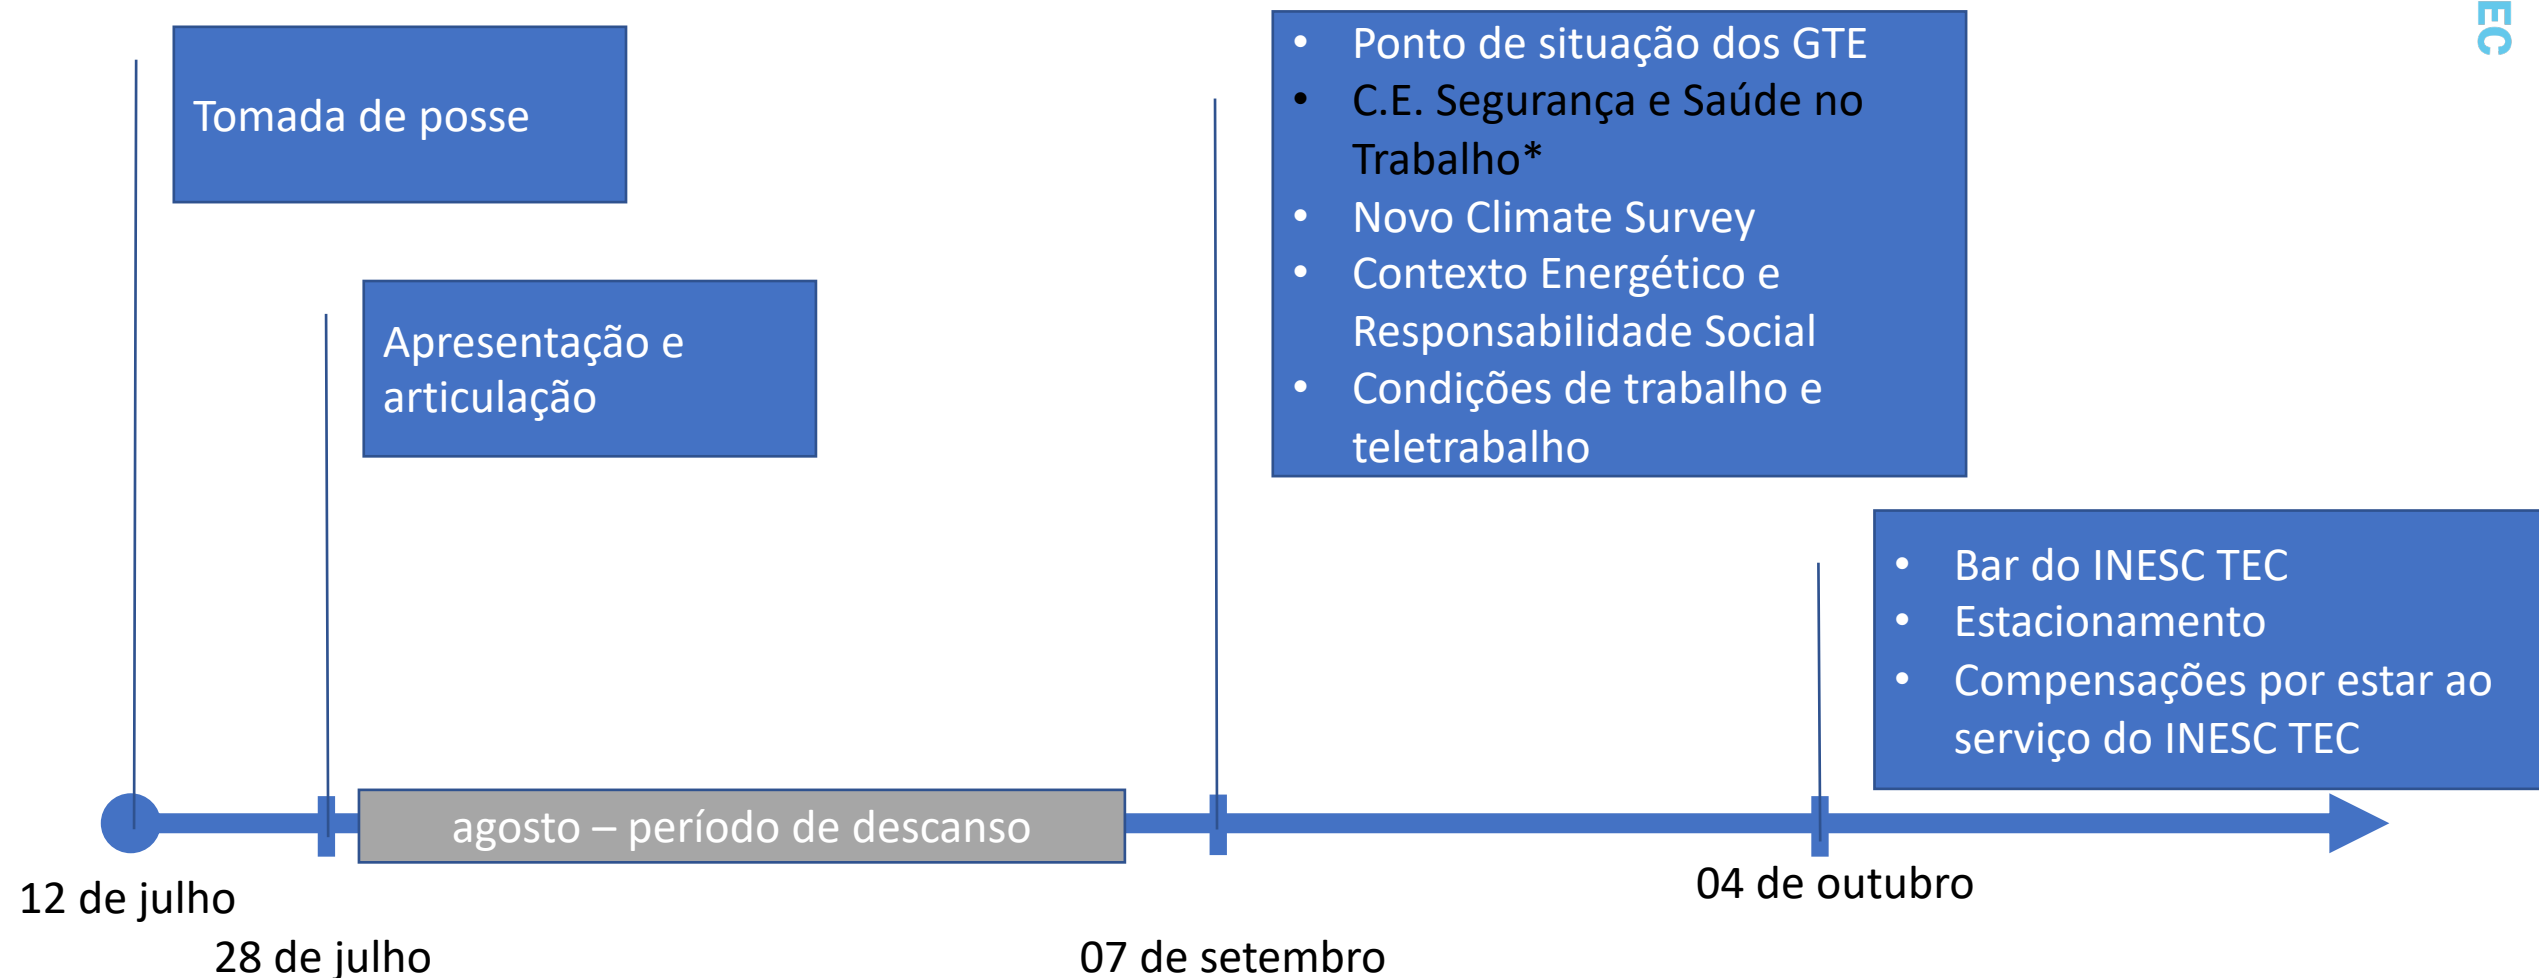 EC
Tomada de posse
Apresentação e
articulação
• Ponto de situação dos GTE
• C.E. Segurança e Saúde no
Trabalho*
• Novo Climate Survey
• Contexto Energético e
Responsabilidade Social
• Condições de trabalho e
teletrabalho
• Bar do INESC TEC
• Estacionamento
• Compensações por estar ao
serviço do INESC TEC
agosto – período de descanso
12 de julho
28 de julho
07 de setembro
04 de outubro